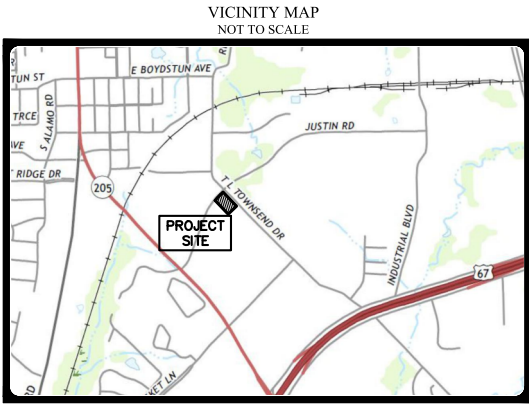 VICINITY MAP
NOT TO SCALE
E BOYDSTUN AVE
TUN ST
S ALAMO RD
TRCE
JUSTIN RD
AVE
RIDGE DR
205
T L TOWNSEND DR
PROJECT
SITE
INDUSTRIAL BLVD
67
KET LN
RD